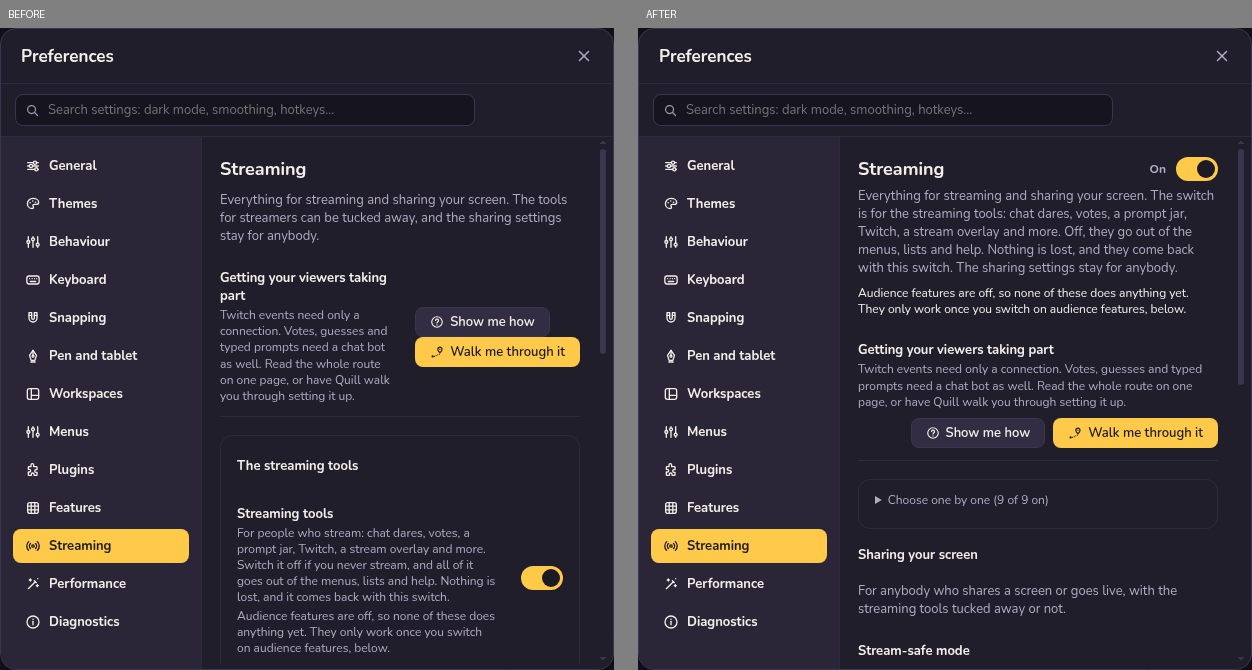 BEFORE
Preferences
Search settings: dark mode, smoothing, hotkeys...
General
Themes
Behaviour
Keyboard
Snapping
Pen and tablet
Workspaces
Menus
Plugins
Features
Streaming
Performance
Diagnostics
Streaming
Everything for streaming and sharing your screen. The tools
for streamers can be tucked away, and the sharing settings
stay for anybody.
Getting your viewers taking
part
Twitch events need only a
connection. Votes, guesses and
typed prompts need a chat bot
as well. Read the whole route
on one page, or have Quill walk
you through setting it up.
Show me how
Walk me through it
The streaming tools
Streaming tools
For people who stream: chat dares, votes, a
prompt jar, Twitch, a stream overlay and more.
Switch it off if you never stream, and all of it
goes out of the menus, lists and help. Nothing is
lost, and it comes back with this switch.
Audience features are off, so none of these does
anything yet. They only work once you switch
on audience features, below.
AFTER
Preferences
Search settings: dark mode, smoothing, hotkeys...
General
Themes
Behaviour
Keyboard
Snapping
Pen and tablet
Workspaces
Menus
Plugins
Features
Streaming
Performance
Diagnostics
Streaming
On
Everything for streaming and sharing your screen. The switch
is for the streaming tools: chat dares, votes, a prompt jar,
Twitch, a stream overlay and more. Off, they go out of the
menus, lists and help. Nothing is lost, and they come back
with this switch. The sharing settings stay for anybody.
Audience features are off, so none of these does anything yet.
They only work once you switch on audience features, below.
Getting your viewers taking part
Twitch events need only a connection. Votes, guesses and typed
prompts need a chat bot as well. Read the whole route on one
page, or have Quill walk you through setting it up.
Show me how
Walk me through it
Choose one by one (9 of 9 on)
Sharing your screen
For anybody who shares a screen or goes live, with the
streaming tools tucked away or not.
Stream-safe mode